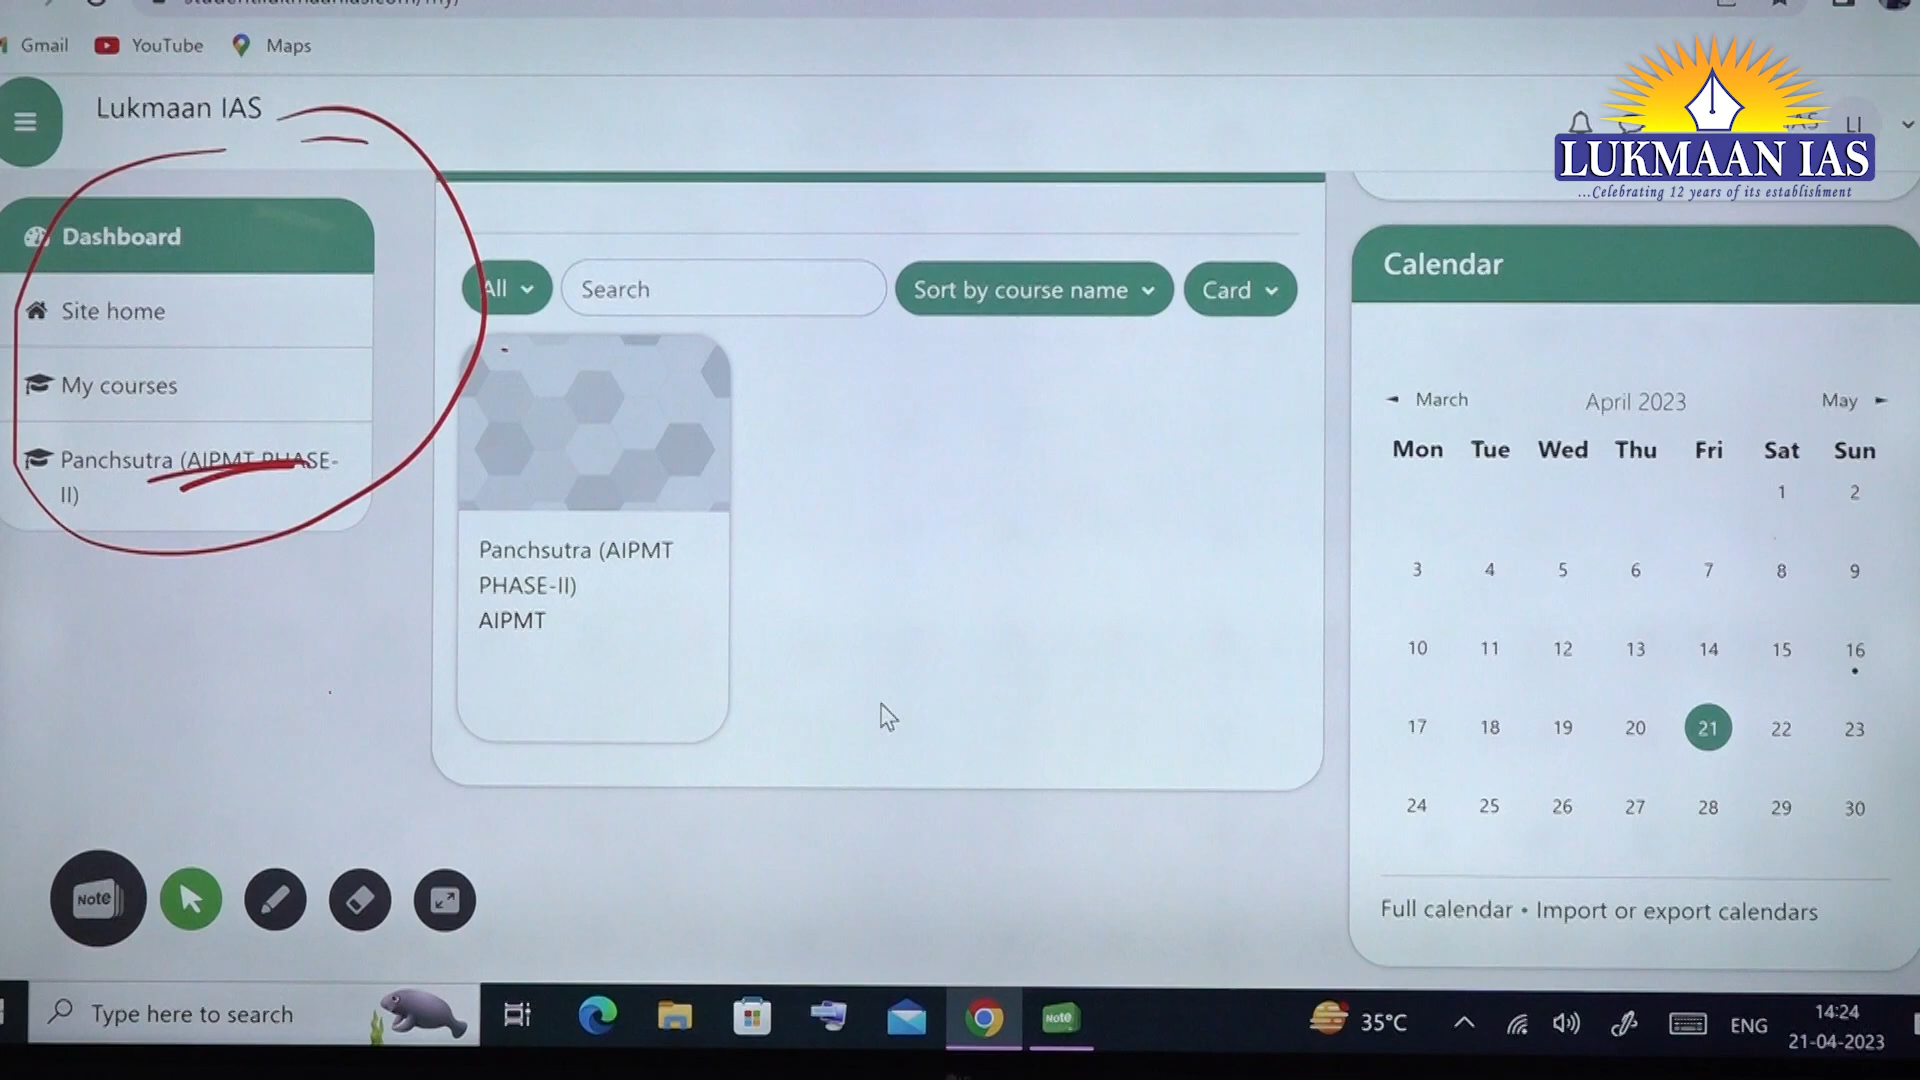 Gmail
YouTube
Maps
Lukmaan IAS
LI
LUKMAAN IAS
...Celebrating 12 years of its establishment
Dashboard
Site home
My courses
Panchsutra (AIPMT PHASE-
II)
All
Search
Sort by course name
Card
Panchsutra (AIPMT
PHASE-II)
AIPMT
Calendar
March
April 2023
May
Mon Tue Wed Thu Fri Sat Sun
1 2
3 4 5 6 7 8 9
10 11 12 13 14 15 16
17 18 19 20 21 22 23
24 25 26 27 28 29 30
Full calendar • Import or export calendars
Note
Type here to search
Note
35°C
ENG
14:24
21-04-2023